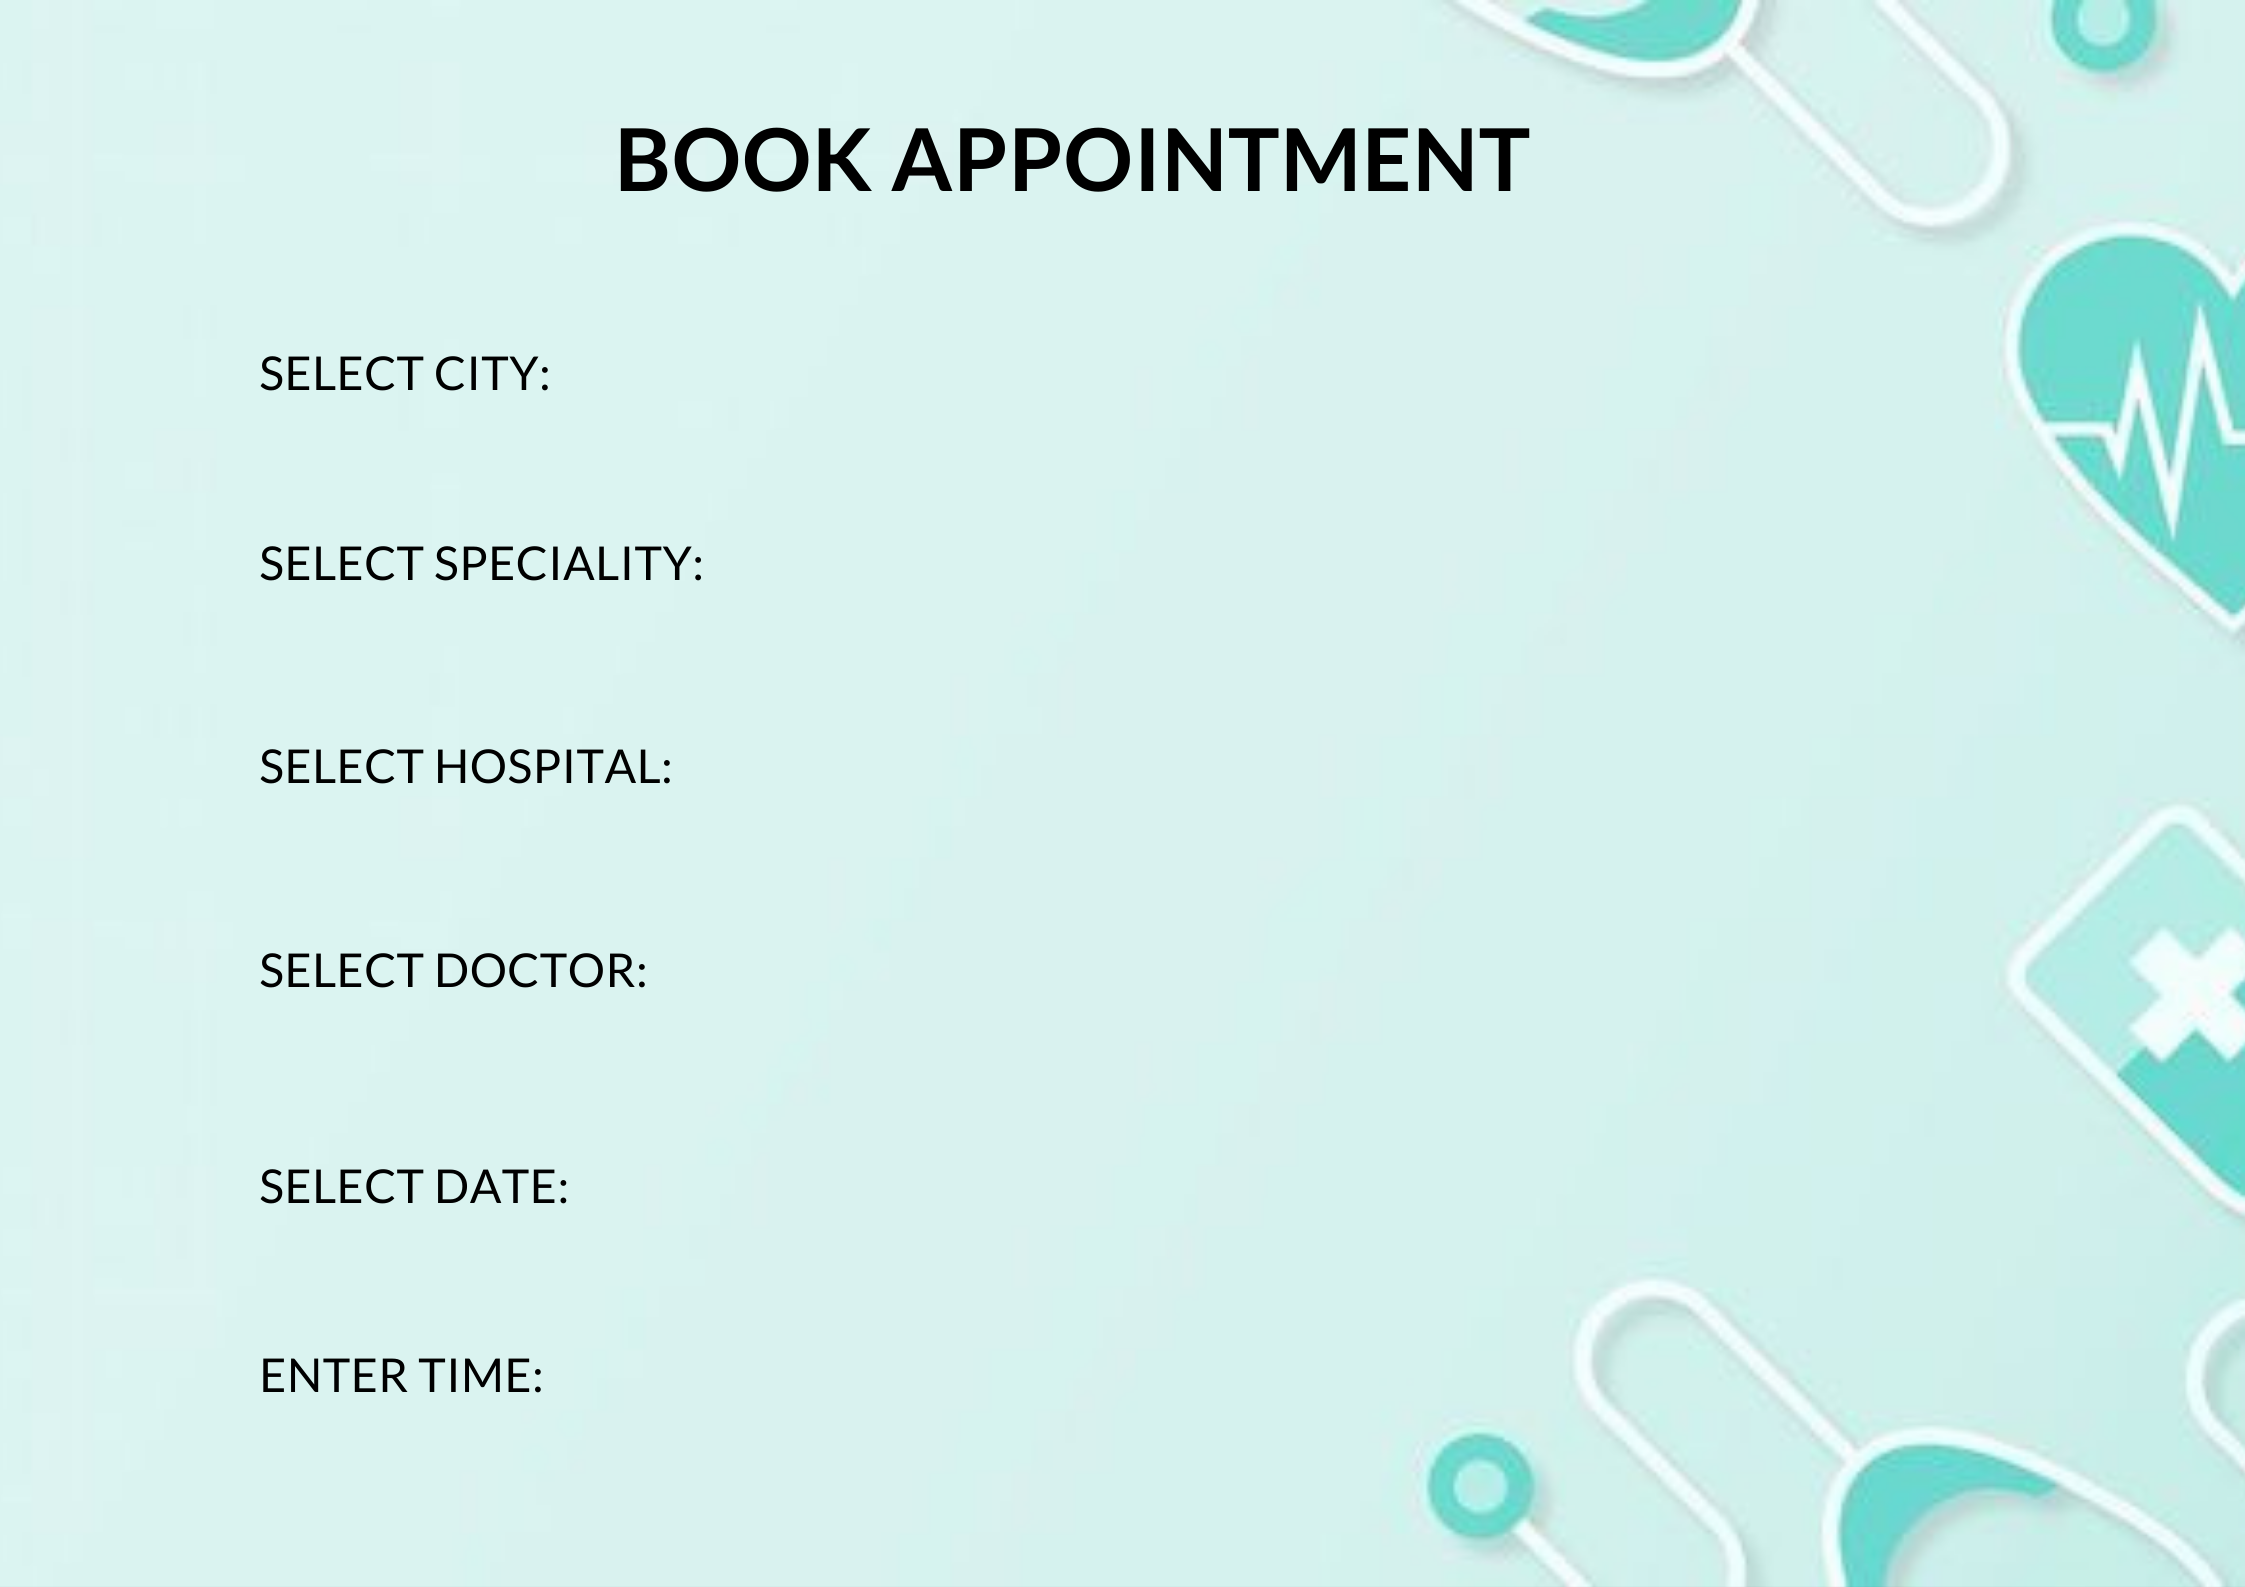 BOOK APPOINTMENT
SELECT CITY:
SELECT SPECIALITY:
SELECT HOSPITAL:
SELECT DOCTOR:
SELECT DATE:
ENTER TIME: